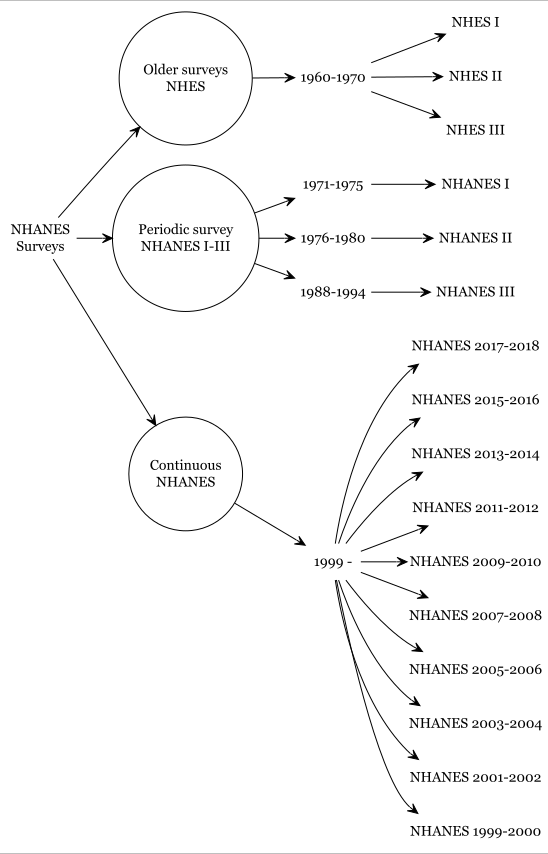 NHANES
Surveys
Older surveys
NHES
1960-1970
NHES I
NHES II
NHES III
Periodic survey
NHANES I-III
1971-1975
NHANES I
1976-1980
NHANES II
1988-1994
NHANES III
Continuous
NHANES
1999 -
NHANES 2017-2018
NHANES 2015-2016
NHANES 2013-2014
NHANES 2011-2012
NHANES 2009-2010
NHANES 2007-2008
NHANES 2005-2006
NHANES 2003-2004
NHANES 2001-2002
NHANES 1999-2000